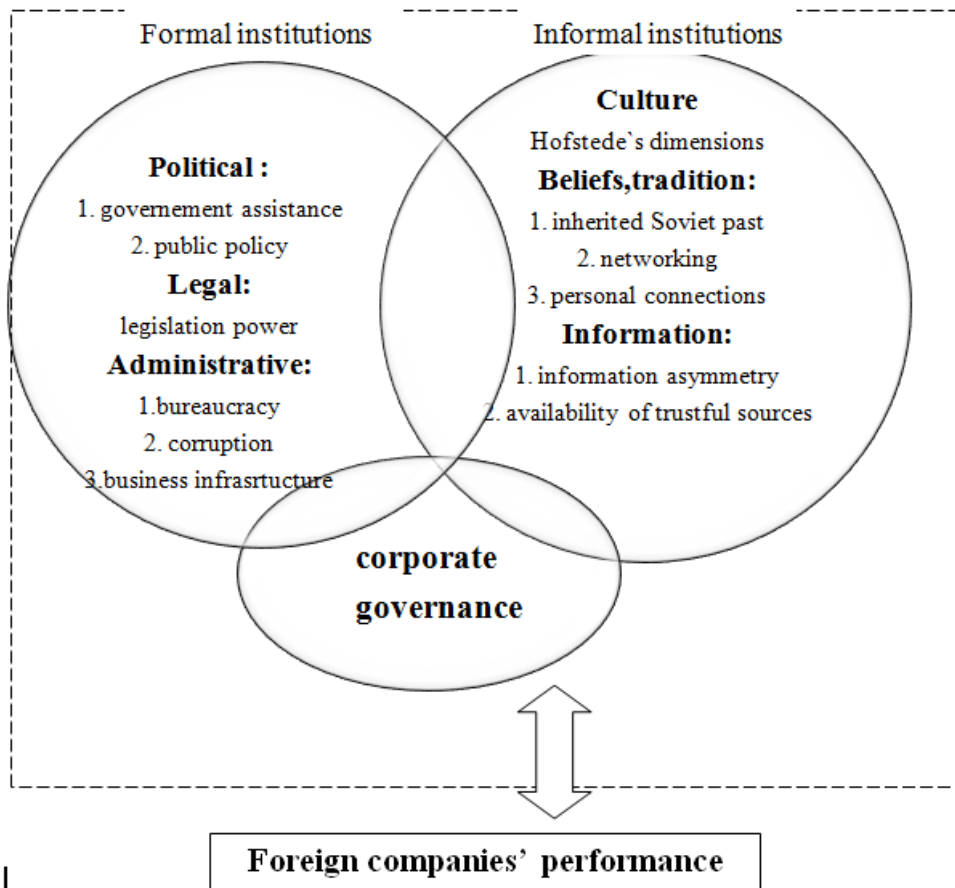 Formal institutions
Informal institutions
Political :
1. governement assistance
2. public policy
Legal:
legislation power
Administrative:
1.bureaucracy
2. corruption
3.business infrasrtucture
Culture
Hofstede`s dimensions
Beliefs,tradition:
1. inherited Soviet past
2. networking
3. personal connections
Information:
1. information asymmetry
2. availability of trustful sources
corporate
governance
Foreign companies’ performance